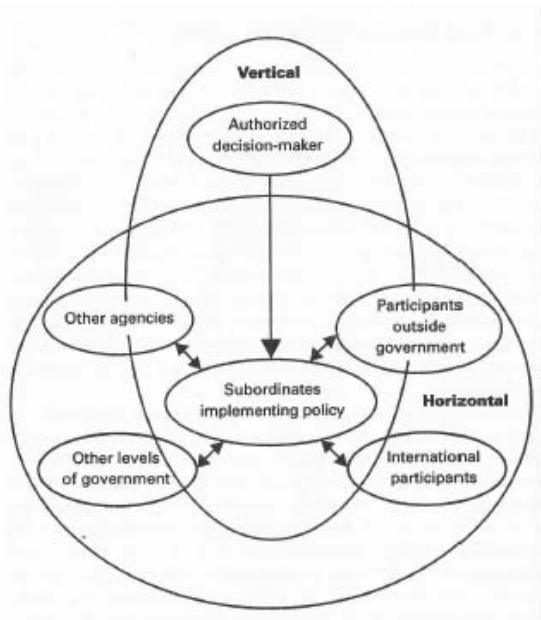 Vertical
Authorized
decision-maker
Other agencies
Participants
outside
government
Subordinates
implementing policy
Horizontal
Other levels
of government
International
participants